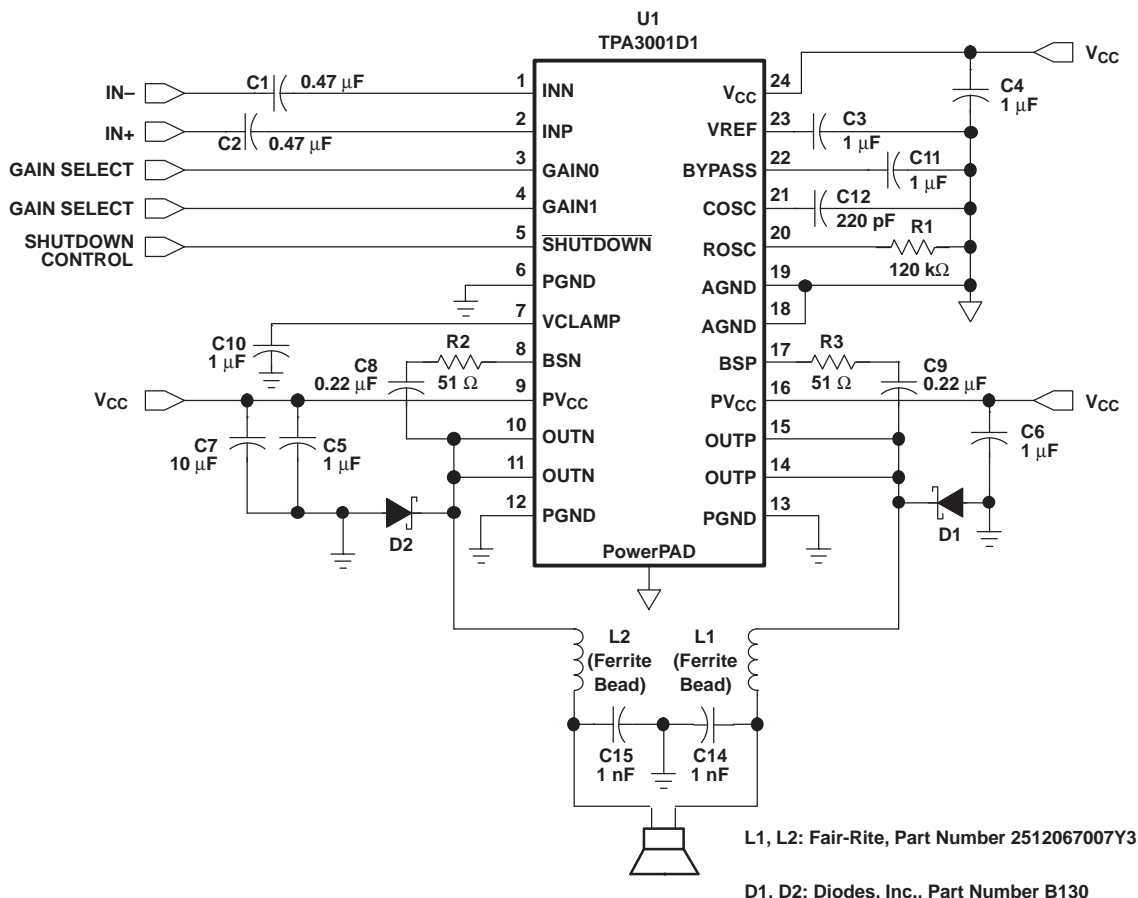 U1
TPA3001D1
IN–
C1
0.47 µF
1
INN
IN+
C2
0.47 µF
2
INP
GAIN SELECT
3
GAIN0
GAIN SELECT
4
GAIN1
SHUTDOWN
CONTROL
5
SHUTDOWN
6
PGND
7
VCLAMP
C10
1 µF
8
BSN
R2
51 Ω
C8
0.22 µF
VCC
9
PVCC
C7
10 µF
C5
1 µF
10
OUTN
11
OUTN
12
PGND
D2
PowerPAD
VCC
24
VCC
C4
1 µF
VREF
23
C3
1 µF
BYPASS
22
C11
1 µF
COSC
21
C12
220 pF
ROSC
20
R1
120 kΩ
AGND
19
AGND
18
BSP
17
R3
51 Ω
C9
0.22 µF
PVCC
16
VCC
C6
1 µF
OUTP
15
OUTP
14
PGND
13
D1
L2
(Ferrite
Bead)
L1
(Ferrite
Bead)
C15
1 nF
C14
1 nF
L1, L2: Fair-Rite, Part Number 2512067007Y3
D1, D2: Diodes, Inc., Part Number B130